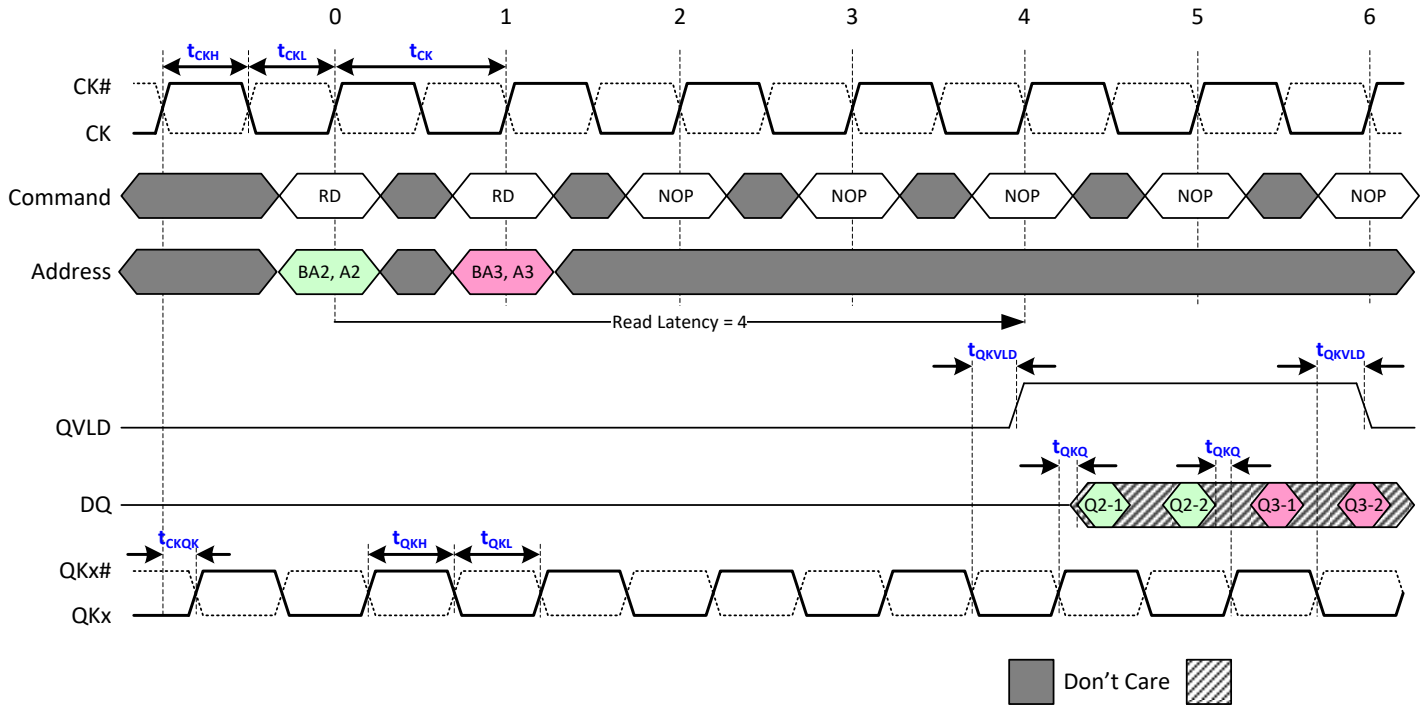 0 1 2 3 4 5 6
tCKH tCKL tCK
CK#
CK
Command RD RD NOP NOP NOP NOP NOP
Address BA2, A2 BA3, A3
Read Latency = 4
tQKVLD tQKVLD
QVLD
tQKQ tQKQ
DQ Q2-1 Q2-2 Q3-1 Q3-2
tCKQK tQKH tQKL
QKx#
QKx
Don't Care